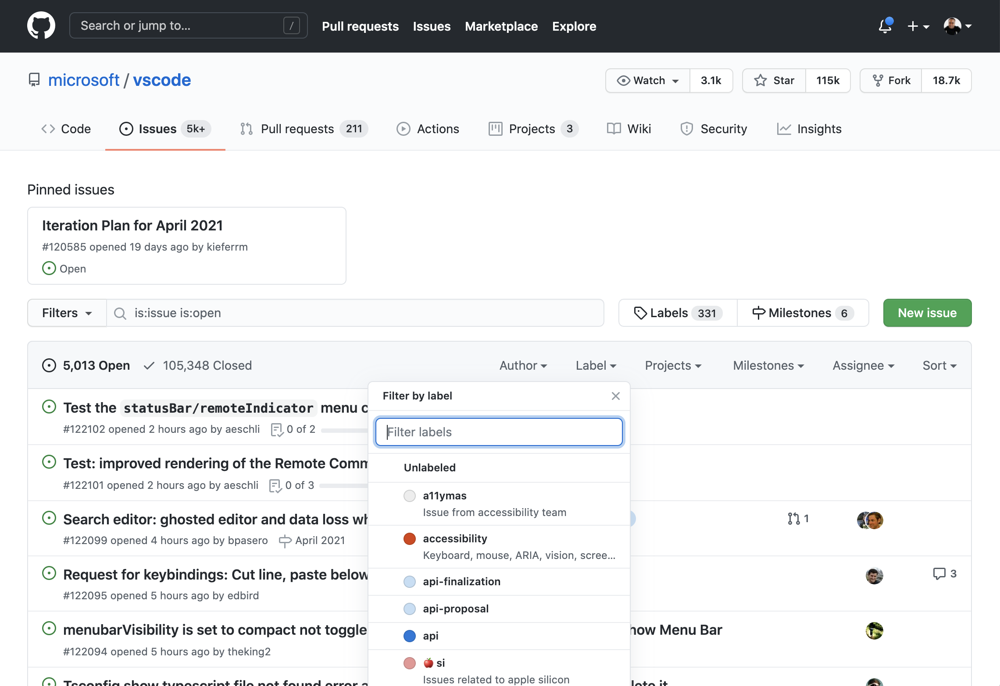 Search or jump to...
/
Pull requests
Issues
Marketplace
Explore
microsoft / vscode
Watch
3.1k
Star
115k
Fork
18.7k
Code
Issues 5k+
Pull requests 211
Actions
Projects 3
Wiki
Security
Insights
Pinned issues
Iteration Plan for April 2021
#120585 opened 19 days ago by kieferrm
Open
Filters
is:issue is:open
Labels 331
Milestones 6
New issue
5,013 Open
105,348 Closed
Author
Label
Projects
Milestones
Assignee
Sort
Test the statusBar/remoteIndicator menu
#122102 opened 2 hours ago by aeschli
0 of 2
Test: improved rendering of the Remote
#122101 opened 2 hours ago by aeschli
0 of 3
Search editor: ghosted editor and data loss
#122099 opened 4 hours ago by bpasero
April 2021
1
Request for keybindings: Cut line, paste below
#122095 opened 5 hours ago by edbird
3
menubarVisibility is set to compact not toggle
Menu Bar
#122094 opened 5 hours ago by theking2
Tsconfig show typescript file not found error
it
Filter by label
Filter labels
Unlabeled
a11ymas
Issue from accessibility team
accessibility
Keyboard, mouse, ARIA, vision, scree...
api-finalization
api-proposal
api
🍎 si
Issues related to apple silicon